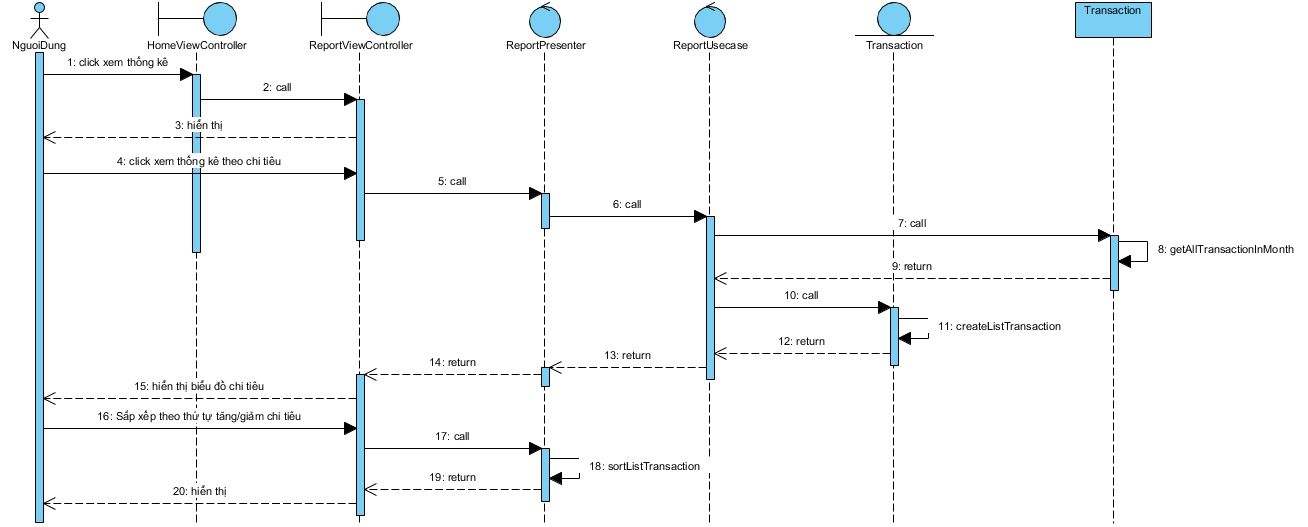 NguoiDung
HomeViewController
ReportViewController
ReportPresenter
ReportUsecase
Transaction
Transaction
1: click xem thống kê
2: call
3: hiển thị
4: click xem thống kê theo chi tiêu
5: call
6: call
7: call
8: getAllTransactionInMonth
9: return
10: call
11: createListTransaction
12: return
13: return
14: return
15: hiển thị biểu đồ chi tiêu
16: Sắp xếp theo thứ tự tăng/giảm chi tiêu
17: call
18: sortListTransaction
19: return
20: hiển thị